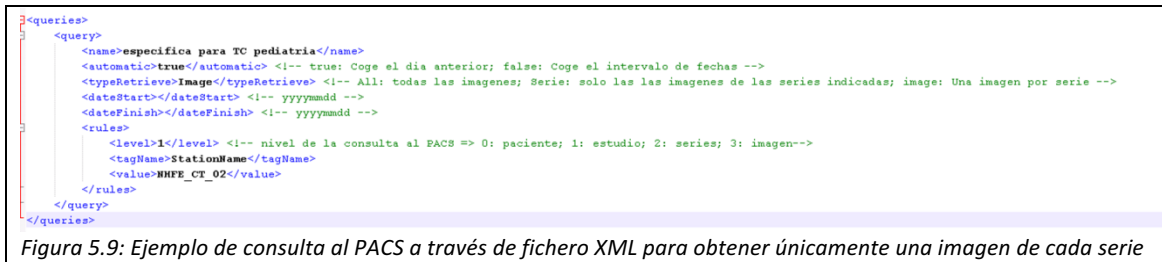 <queries>
<query>
<name>especifica para TC pediatria</name>
<automatic>true</automatic> <!-- true: Coge el dia anterior; false: Coge el intervalo de fechas -->
<typeRetrieve>Image</typeRetrieve> <!-- All: todas las imagenes; Serie: solo las las imagenes de las series indicadas; image: Una imagen por serie -->
<dateStart></dateStart> <!-- yyyymmdd -->
<dateFinish></dateFinish> <!-- yyyymmdd -->
<rules>
<level>1</level> <!-- nivel de la consulta al PACS => 0: paciente; 1: estudio; 2: series; 3: imagen-->
<tagName>StationName</tagName>
<value>NHFE_CT_02</value>
</rules>
</query>
</queries>
Figura 5.9: Ejemplo de consulta al PACS a través de fichero XML para obtener únicamente una imagen de cada serie